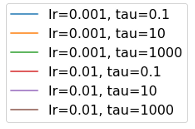 lr=0.001, tau=0.1
lr=0.001, tau=10
lr=0.001, tau=1000
lr=0.01, tau=0.1
lr=0.01, tau=10
lr=0.01, tau=1000